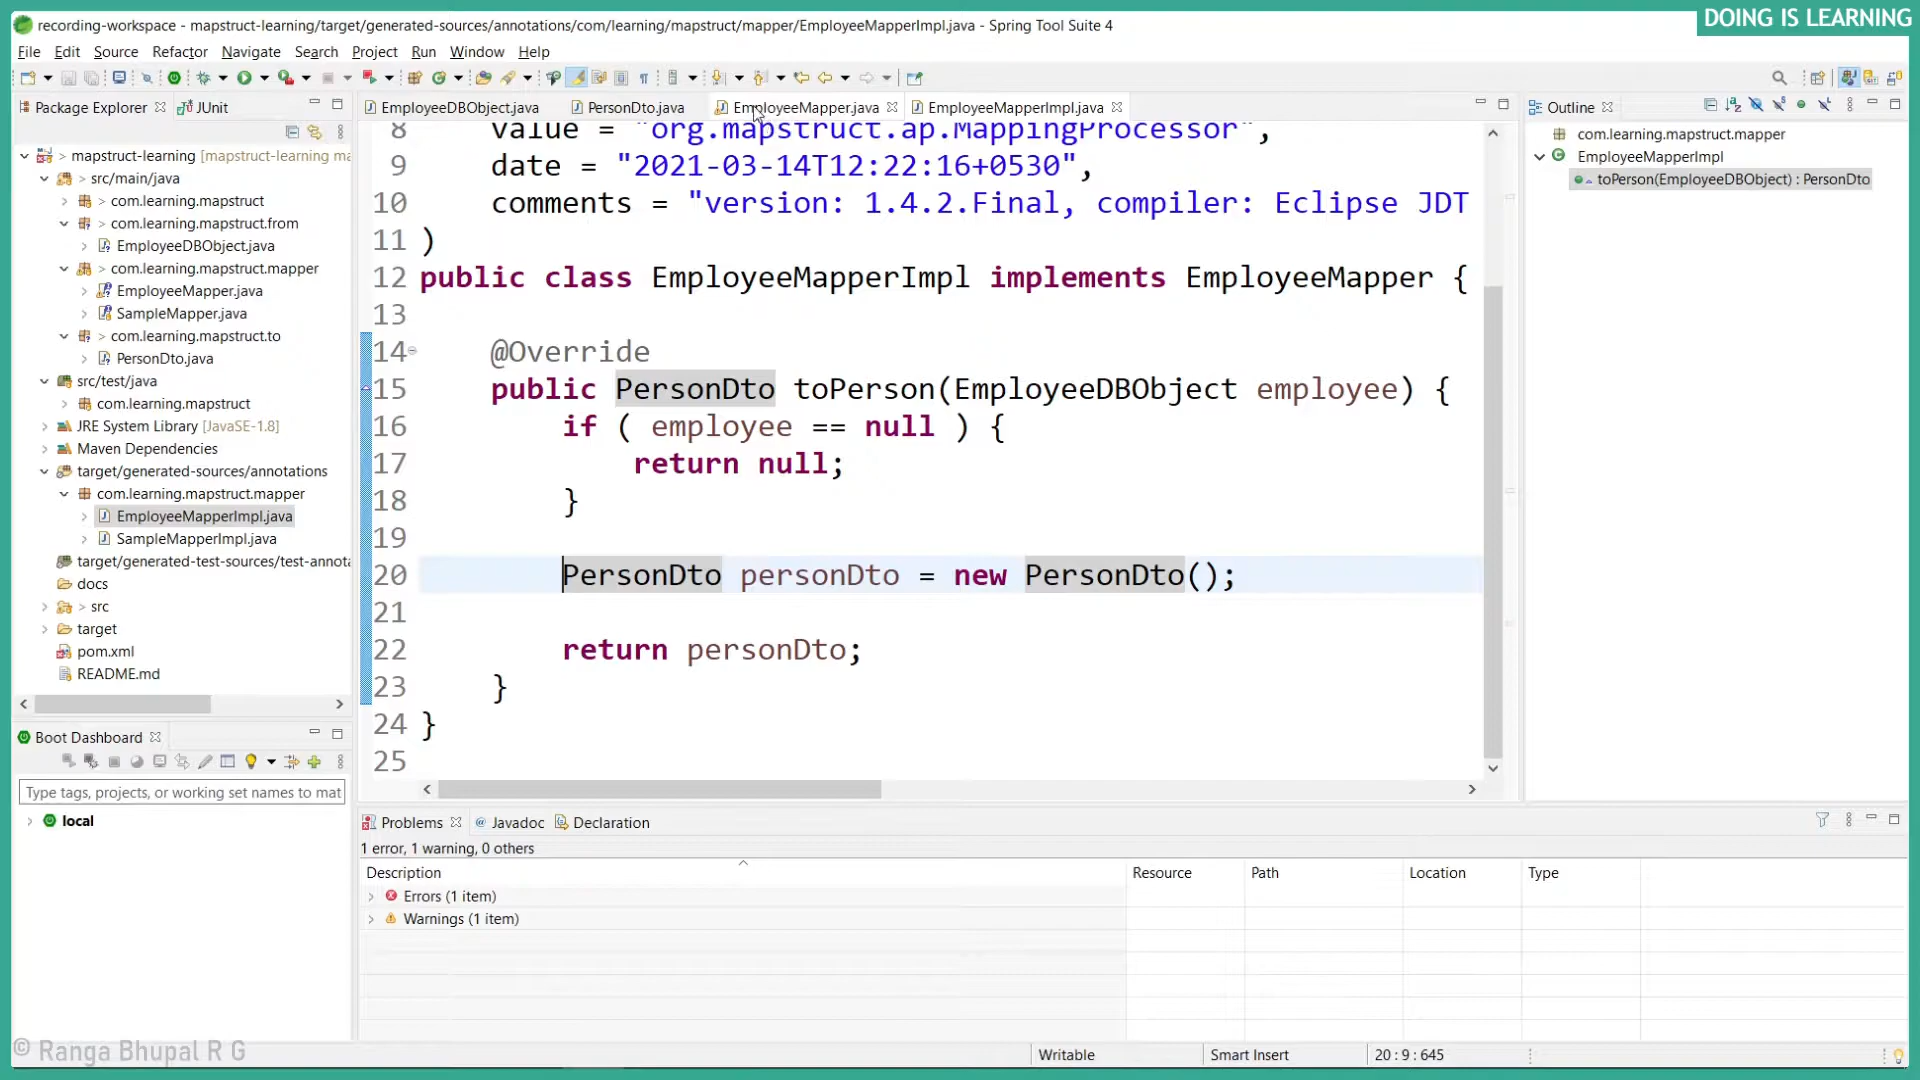 DOING IS LEARNING
recording-workspace - mapstruct-learning/target/generated-sources/annotations/com/learning/mapstruct/mapper/EmployeeMapperImpl.java - Spring Tool Suite 4
File Edit Source Refactor Navigate Search Project Run Window Help
Package Explorer JUnit
EmployeeDBObject.java PersonDto.java EmployeeMapper.java EmployeeMapperImpl.java
Outline
mapstruct-learning [mapstruct-learning ma
src/main/java
com.learning.mapstruct
com.learning.mapstruct.from
EmployeeDBObject.java
com.learning.mapstruct.mapper
EmployeeMapper.java
SampleMapper.java
com.learning.mapstruct.to
PersonDto.java
src/test/java
com.learning.mapstruct
JRE System Library [JavaSE-1.8]
Maven Dependencies
target/generated-sources/annotations
com.learning.mapstruct.mapper
EmployeeMapperImpl.java
SampleMapperImpl.java
target/generated-test-sources/test-annota
docs
src
target
pom.xml
README.md
8 value = "org.mapstruct.ap.MappingProcessor",
9 date = "2021-03-14T12:22:16+0530",
10 comments = "version: 1.4.2.Final, compiler: Eclipse JDT
11 )
12 public class EmployeeMapperImpl implements EmployeeMapper {
13
14 @Override
15 public PersonDto toPerson(EmployeeDBObject employee) {
16 if ( employee == null ) {
17 return null;
18 }
19
20 PersonDto personDto = new PersonDto();
21
22 return personDto;
23 }
24 }
25
com.learning.mapstruct.mapper
EmployeeMapperImpl
toPerson(EmployeeDBObject) : PersonDto
Boot Dashboard
Type tags, projects, or working set names to mat
local
Problems Javadoc Declaration
1 error, 1 warning, 0 others
Description Resource Path Location Type
Errors (1 item)
Warnings (1 item)
© Ranga Bhupal R G
Writable Smart Insert 20 : 9 : 645